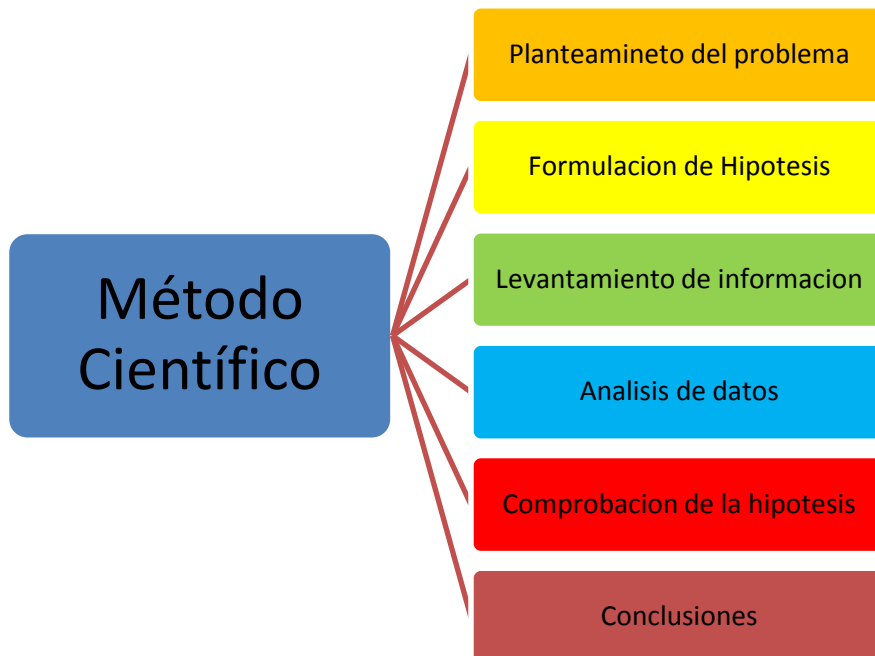 Método
Científico
Planteamineto del problema
Formulacion de Hipotesis
Levantamiento de informacion
Analisis de datos
Comprobacion de la hipotesis
Conclusiones